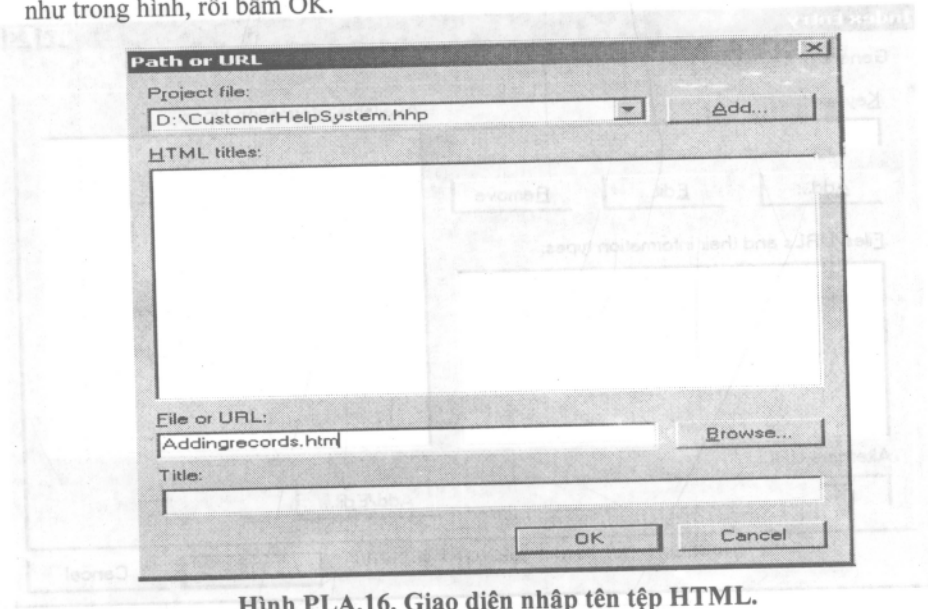 như trong hình, rồi bấm OK.
Path or URL
Project file:
D:\CustomerHelpSystem.hhp
Add...
HTML titles:
File or URL:
Addingrecords.htm
Browse...
Title:
OK
Cancel
Hình PLA.16. Giao diện nhập tên tệp HTML.